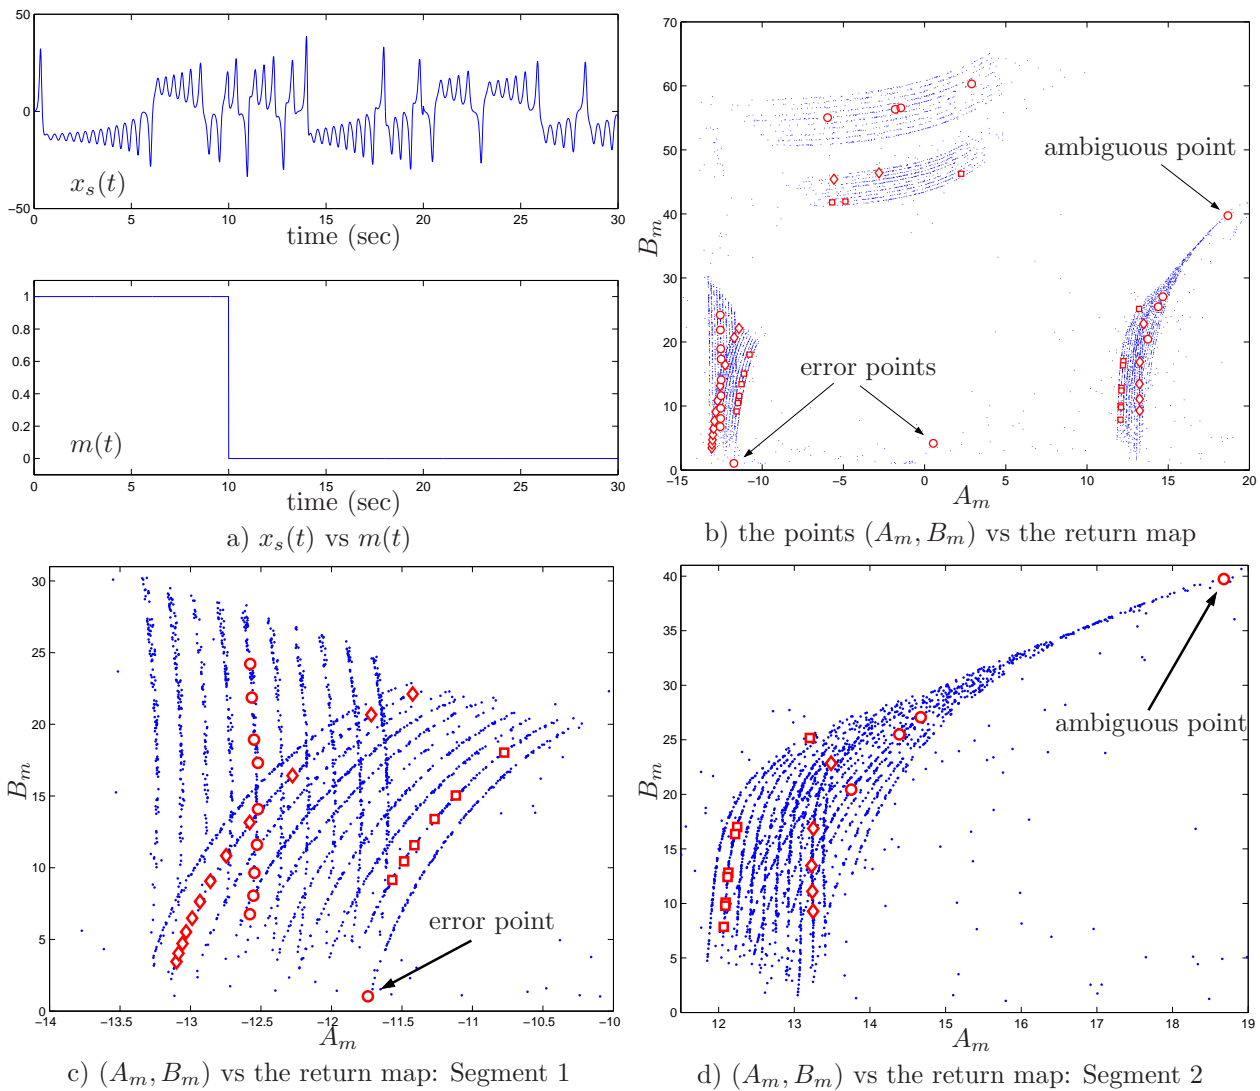 50
0
−50
0 5 10 15 20 25 30
x_s(t)
time (sec)
1
0.8
0.6
0.4
0.2
0
0 5 10 15 20 25 30
m(t)
time (sec)
a) x_s(t) vs m(t)
70
60
50
40
30
20
10
0
−15 −10 −5 0 5 10 15 20
B_m
A_m
ambiguous point
error points
b) the points (A_m, B_m) vs the return map
30
25
20
15
10
5
0
−14 −13.5 −13 −12.5 −12 −11.5 −11 −10.5 −10
B_m
A_m
error point
c) (A_m, B_m) vs the return map: Segment 1
40
35
30
25
20
15
10
5
0
12 13 14 15 16 17 18 19
B_m
A_m
ambiguous point
d) (A_m, B_m) vs the return map: Segment 2